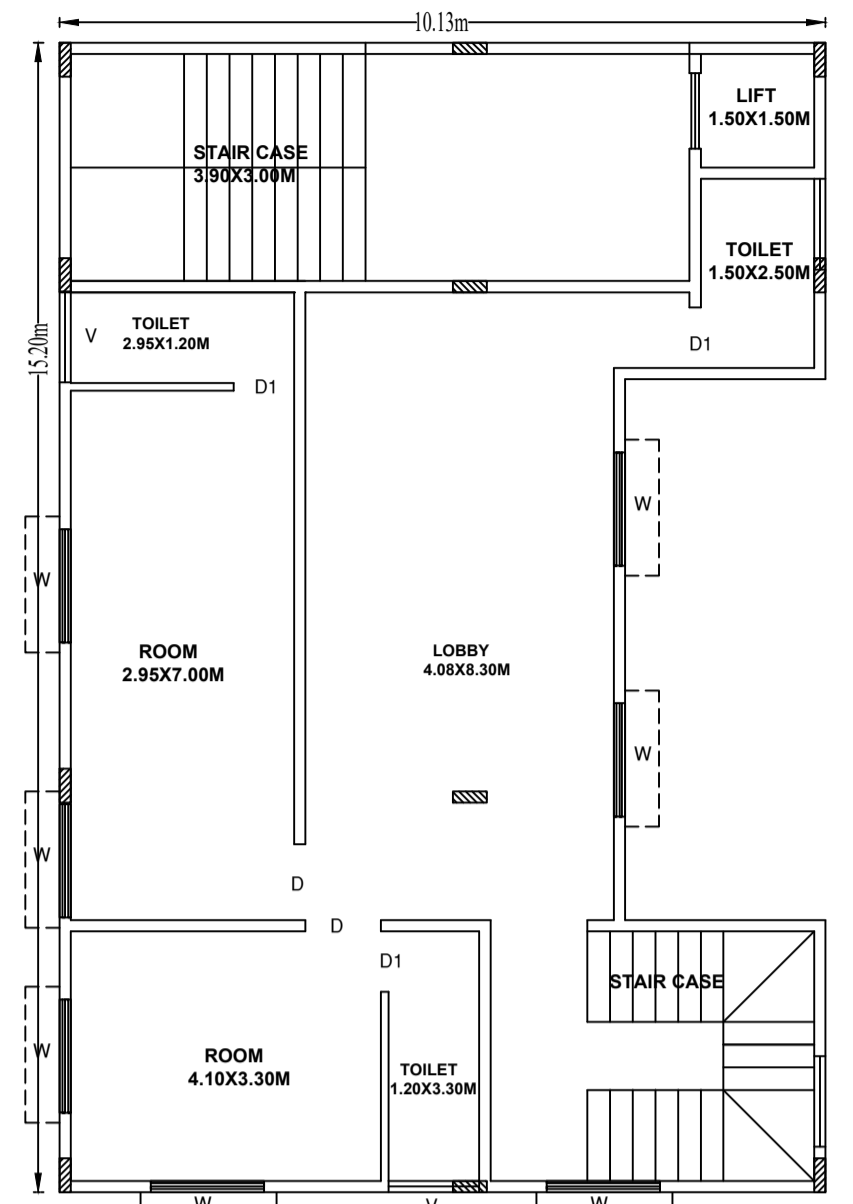 10.13m
LIFT
1.50X1.50M
STAIR CASE
3.90X3.00M
TOILET
1.50X2.50M
15.20m
TOILET
2.95X1.20M
V
D1
D1
W
W
ROOM
2.95X7.00M
LOBBY
4.08X8.30M
W
W
D
D
D1
STAIR CASE
W
ROOM
4.10X3.30M
TOILET
1.20X3.30M
W
V
W